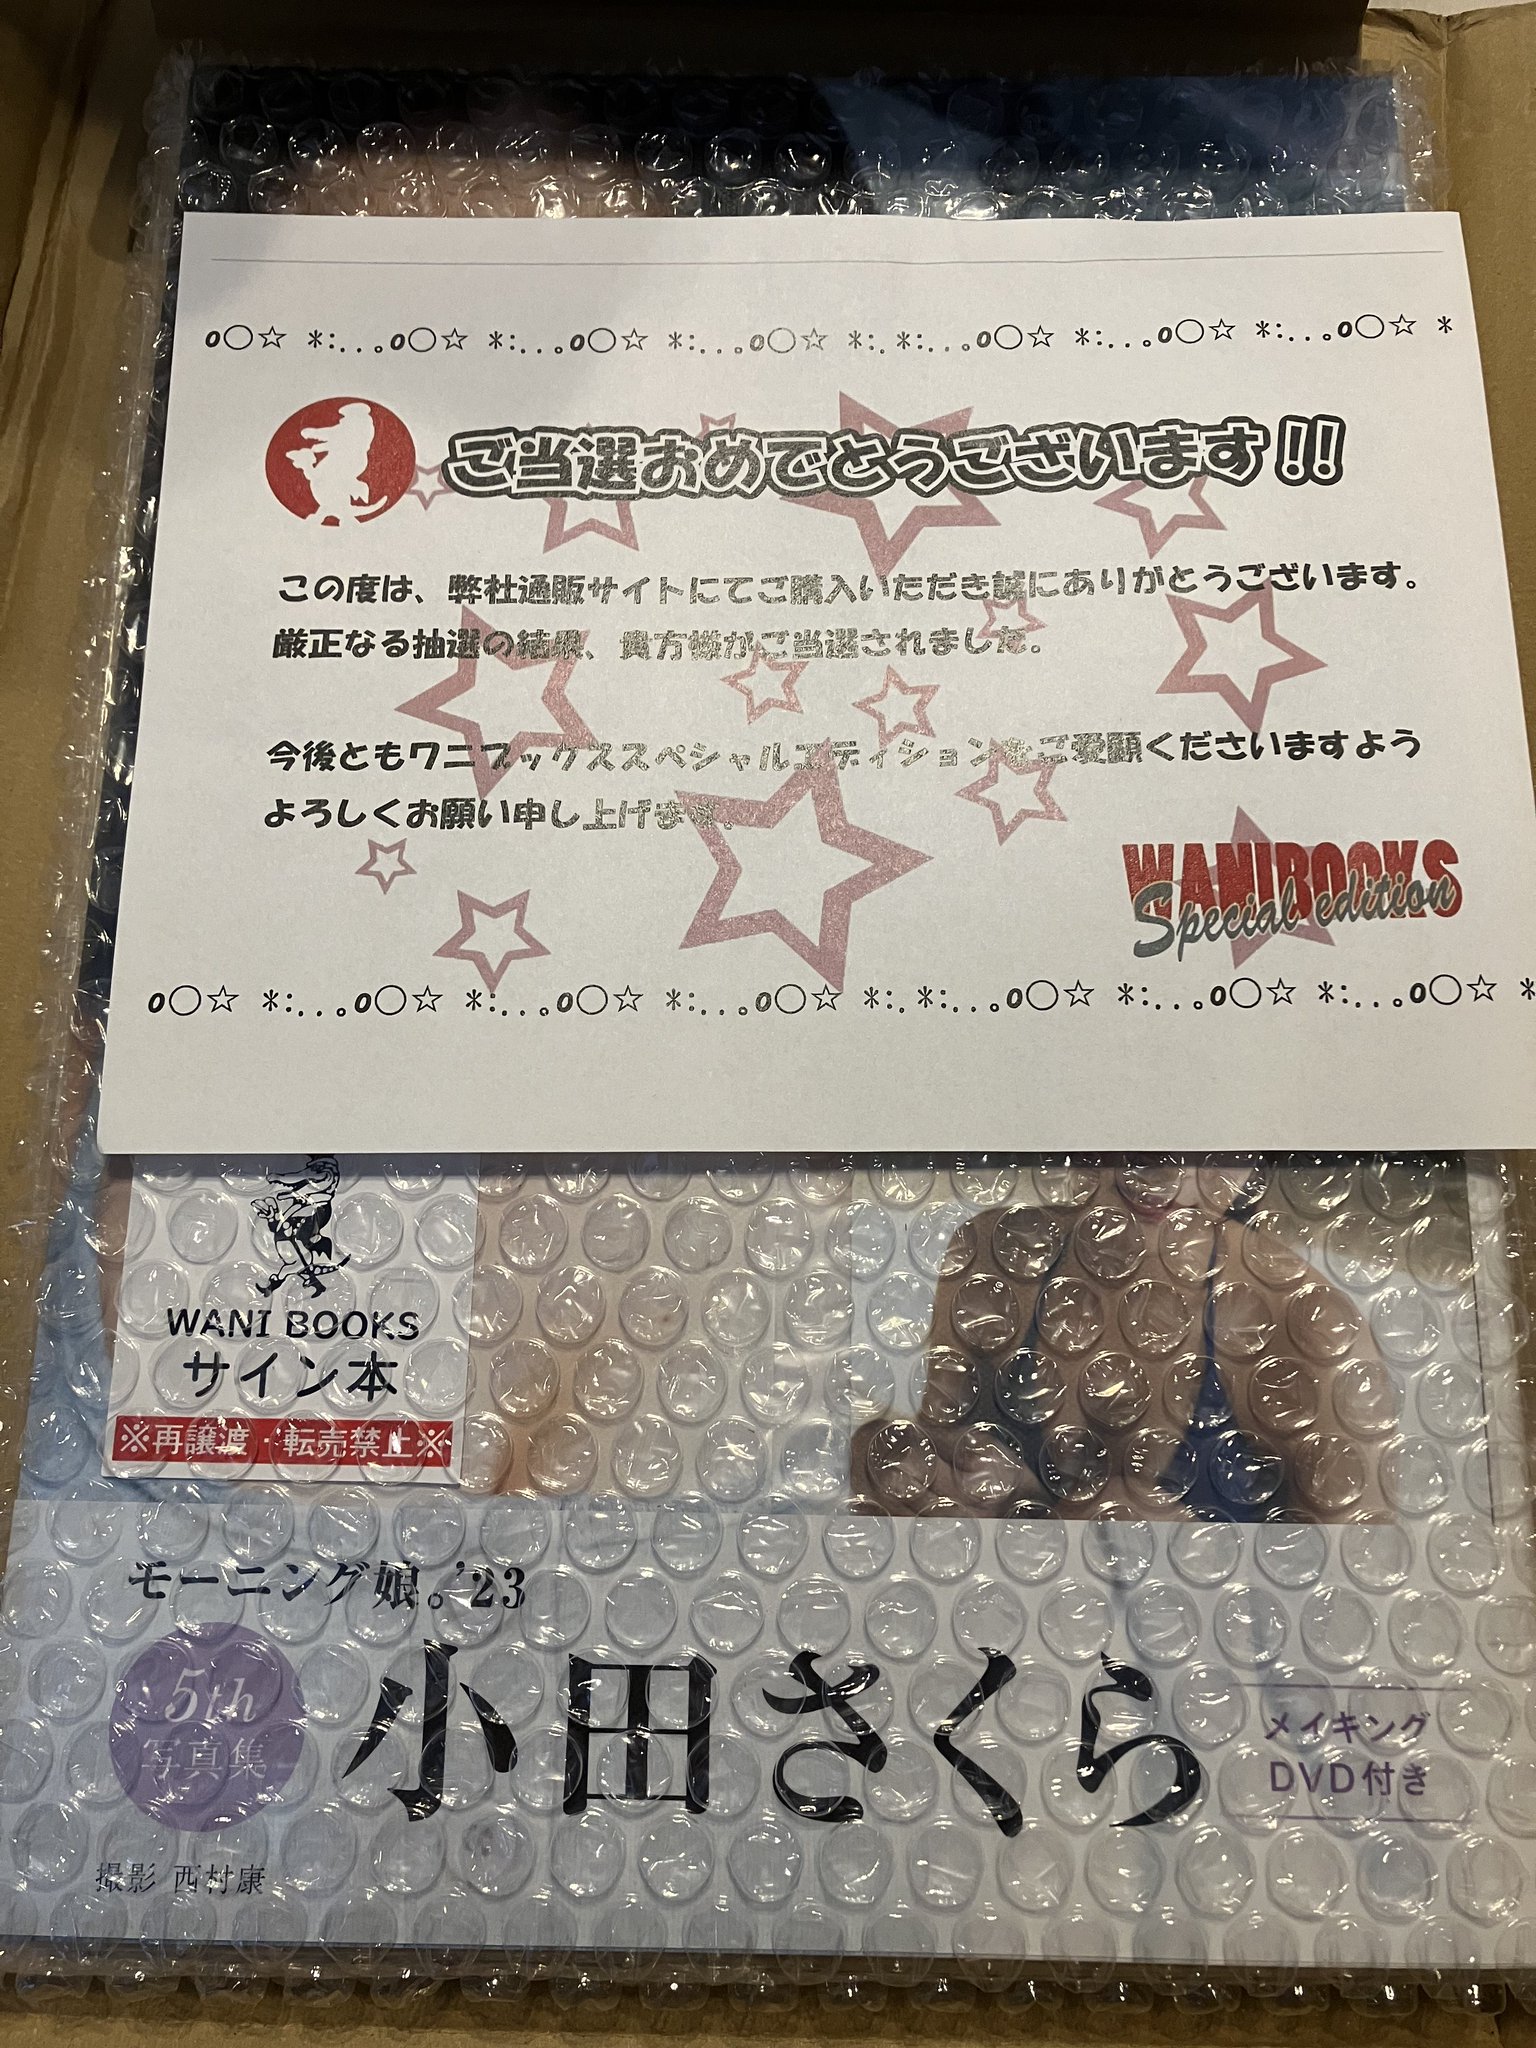 o○☆ *:..。o○☆ *:..。o○☆ *:..。o○☆ *:.*:..。o○☆ *:..。o○☆ *:..。o○☆ *
ご当選おめでとうございます!!
この度は、弊社通販サイトにてご購入いただき誠にありがとうございます。
厳正なる抽選の結果、貴方様がご当選されました。
今後ともワニブックススペシャルエディションをご愛顧くださいますよう
よろしくお願い申し上げます。
WANIBOOKS
Special edition
o○☆ *:..。o○☆ *:..。o○☆ *:..。o○☆ *:.*:..。o○☆ *:..。o○☆ *:..。o○☆ *
WANI BOOKS
サイン本
※再譲渡・転売禁止※
モーニング娘。'23
5th
写真集
小田さくら
メイキング
DVD付き
撮影 西村康